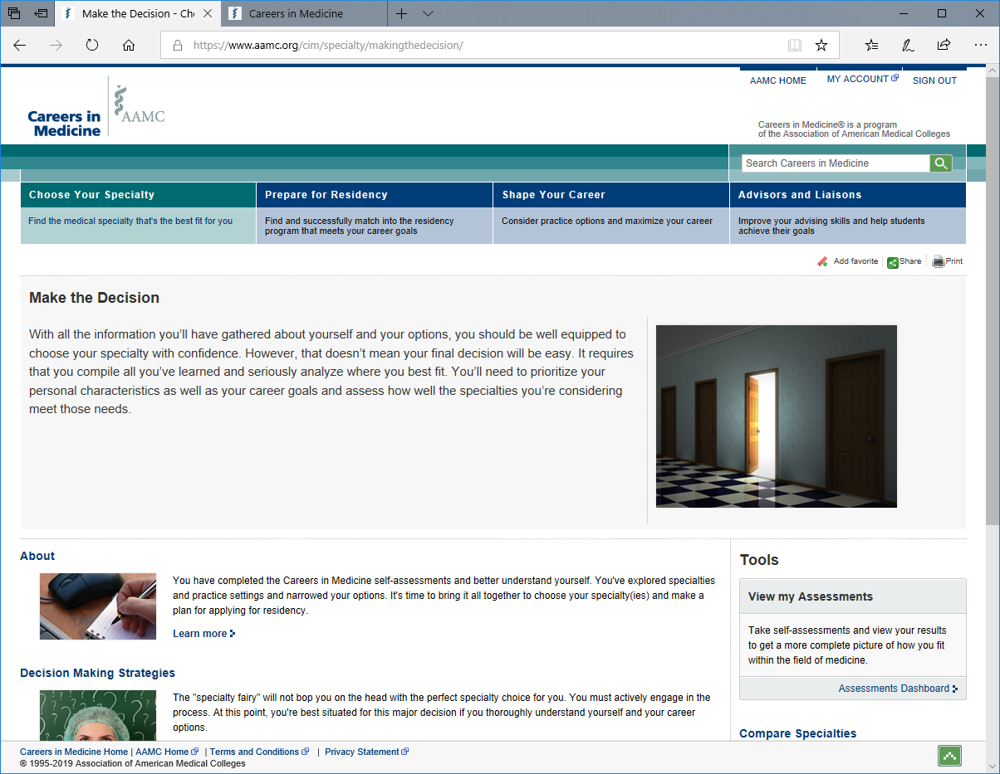 Make the Decision - Ch
Careers in Medicine
https://www.aamc.org/cim/specialty/makingthedecision/
AAMC HOME
MY ACCOUNT
SIGN OUT
Careers in
Medicine
AAMC
Careers in Medicine® is a program
of the Association of American Medical Colleges
Search Careers in Medicine
Choose Your Specialty
Prepare for Residency
Shape Your Career
Advisors and Liaisons
Find the medical specialty that's the best fit for you
Find and successfully match into the residency
program that meets your career goals
Consider practice options and maximize your career
Improve your advising skills and help students
achieve their goals
Add favorite
Share
Print
Make the Decision
With all the information you’ll have gathered about yourself and your options, you should be well equipped to
choose your specialty with confidence. However, that doesn’t mean your final decision will be easy. It requires
that you compile all you’ve learned and seriously analyze where you best fit. You’ll need to prioritize your
personal characteristics as well as your career goals and assess how well the specialties you’re considering
meet those needs.
About
You have completed the Careers in Medicine self-assessments and better understand yourself. You've explored specialties
and practice settings and narrowed your options. It's time to bring it all together to choose your specialty(ies) and make a
plan for applying for residency.
Learn more
Decision Making Strategies
The "specialty fairy" will not bop you on the head with the perfect specialty choice for you. You must actively engage in the
process. At this point, you're best situated for this major decision if you thoroughly understand yourself and your career
options.
Tools
View my Assessments
Take self-assessments and view your results
to get a more complete picture of how you fit
within the field of medicine.
Assessments Dashboard
Compare Specialties
Careers in Medicine Home | AAMC Home | Terms and Conditions | Privacy Statement
® 1995-2019 Association of American Medical Colleges